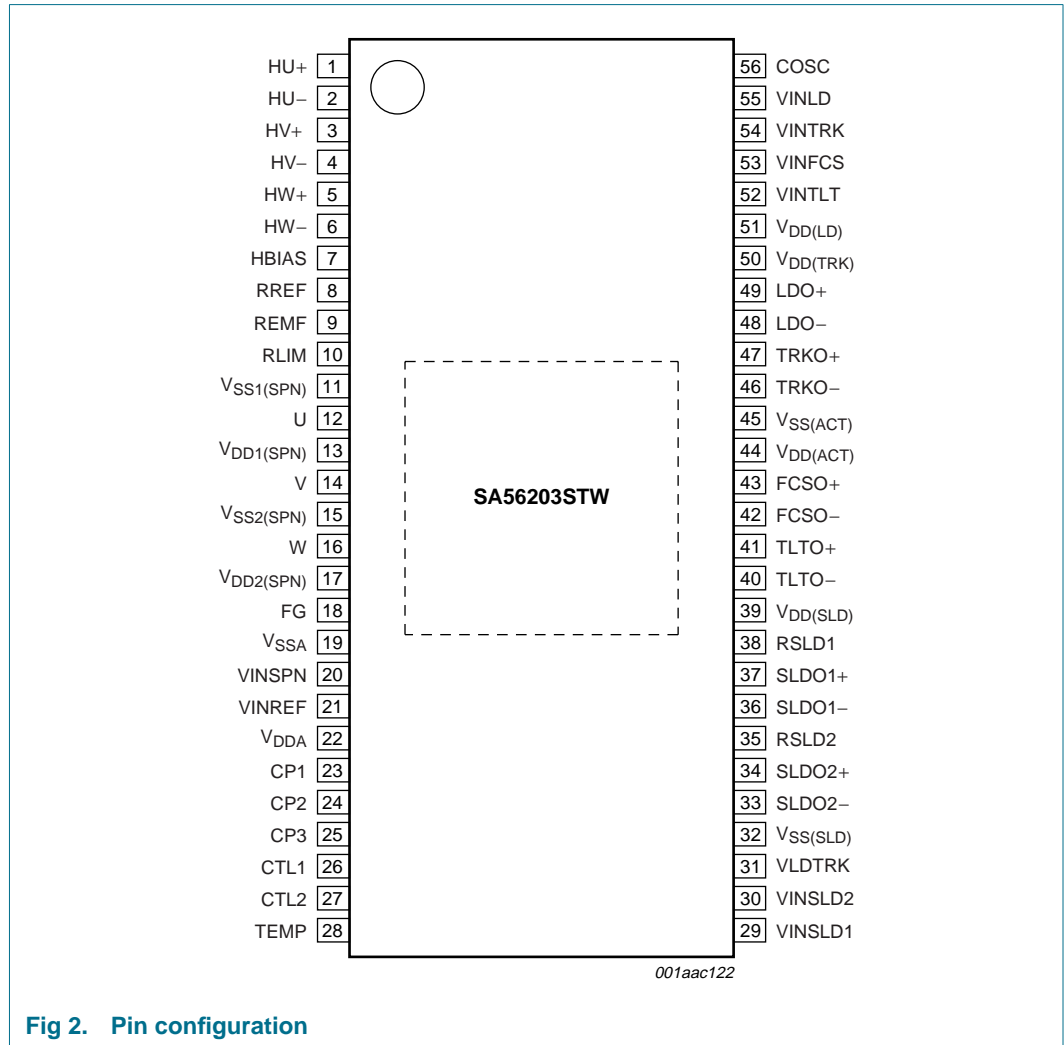 HU+ 1
HU− 2
HV+ 3
HV− 4
HW+ 5
HW− 6
HBIAS 7
RREF 8
REMF 9
RLIM 10
VSS1(SPN) 11
U 12
VDD1(SPN) 13
V 14
VSS2(SPN) 15
W 16
VDD2(SPN) 17
FG 18
VSSA 19
VINSPN 20
VINREF 21
VDDA 22
CP1 23
CP2 24
CP3 25
CTL1 26
CTL2 27
TEMP 28
SA56203STW
56 COSC
55 VINLD
54 VINTRK
53 VINFCS
52 VINTLT
51 VDD(LD)
50 VDD(TRK)
49 LDO+
48 LDO−
47 TRKO+
46 TRKO−
45 VSS(ACT)
44 VDD(ACT)
43 FCSO+
42 FCSO−
41 TLTO+
40 TLTO−
39 VDD(SLD)
38 RSLD1
37 SLDO1+
36 SLDO1−
35 RSLD2
34 SLDO2+
33 SLDO2−
32 VSS(SLD)
31 VLDTRK
30 VINSLD2
29 VINSLD1
001aac122
Fig 2. Pin configuration